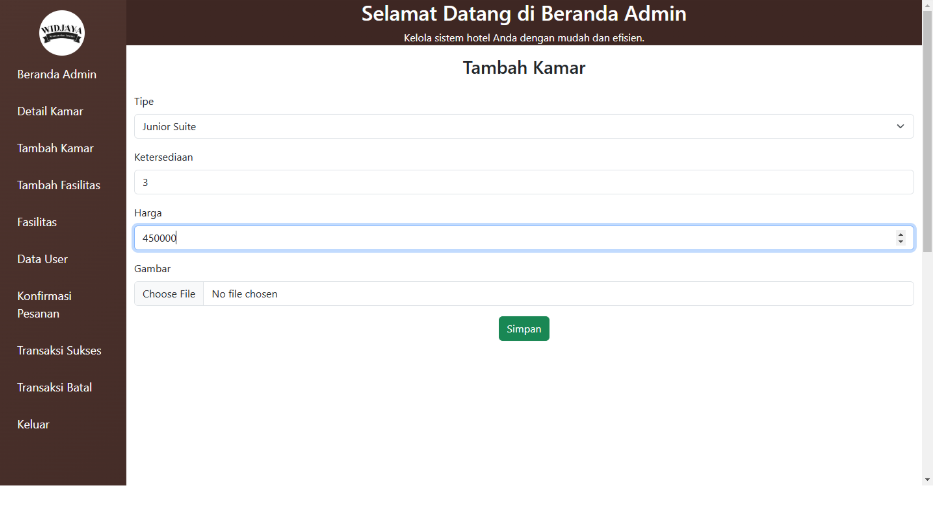 WIDJAYA
Beranda Admin
Detail Kamar
Tambah Kamar
Tambah Fasilitas
Fasilitas
Data User
Konfirmasi
Pesanan
Transaksi Sukses
Transaksi Batal
Keluar
Selamat Datang di Beranda Admin
Kelola sistem hotel Anda dengan mudah dan efisien.
Tambah Kamar
Tipe
Junior Suite
Ketersediaan
3
Harga
450000
Gambar
Choose File No file chosen
Simpan